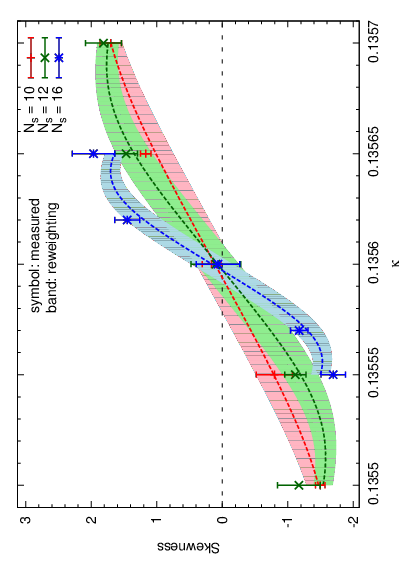 N_s = 10
N_s = 12
N_s = 16
symbol: measured
band: reweighting
Skewness
3
2
1
0
-1
-2
0.1355
0.13555
0.1356
0.13565
0.1357
κ